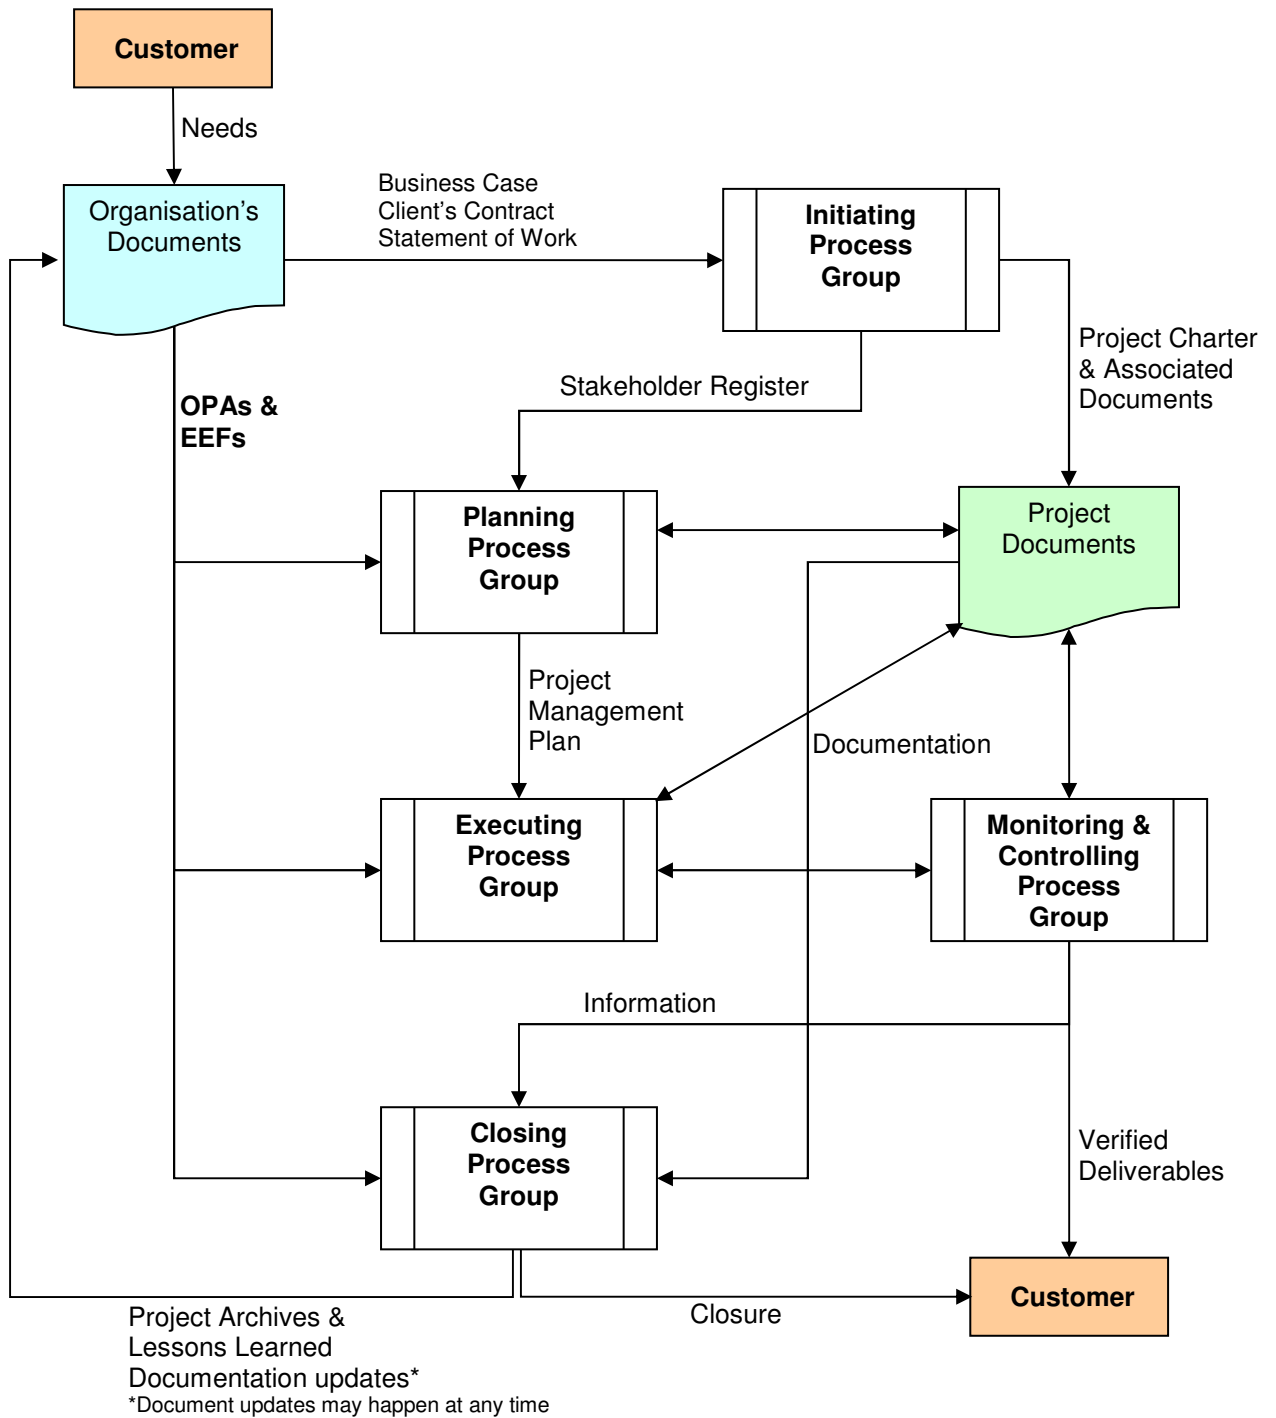 Customer
Needs
Organisation’s
Documents
Business Case
Client’s Contract
Statement of Work
Initiating
Process
Group
Project Charter
& Associated
Documents
Stakeholder Register
OPAs &
EEFs
Planning
Process
Group
Project
Documents
Project
Management
Plan
Documentation
Executing
Process
Group
Monitoring &
Controlling
Process
Group
Information
Closing
Process
Group
Verified
Deliverables
Customer
Closure
Project Archives &
Lessons Learned
Documentation updates*
*Document updates may happen at any time